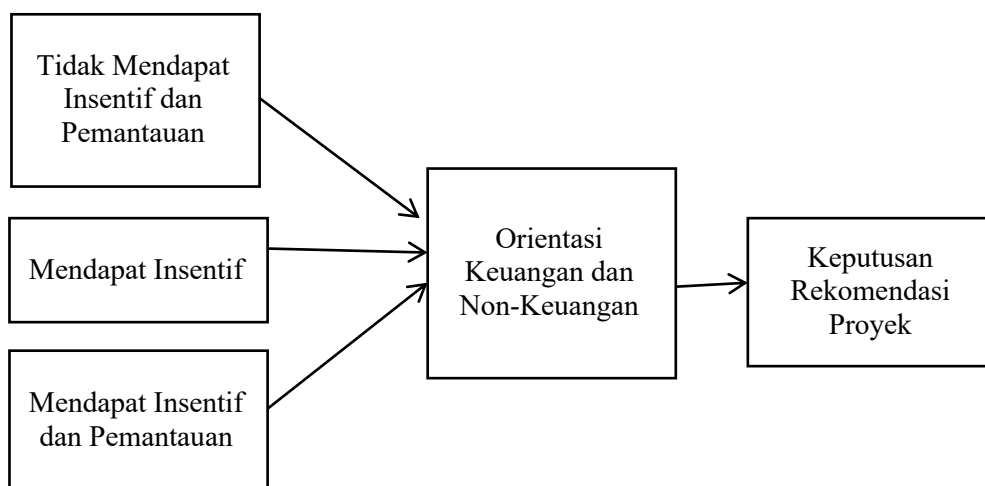 Tidak Mendapat
Insentif dan
Pemantauan
Mendapat Insentif
Mendapat Insentif
dan Pemantauan
Orientasi
Keuangan dan
Non-Keuangan
Keputusan
Rekomendasi
Proyek